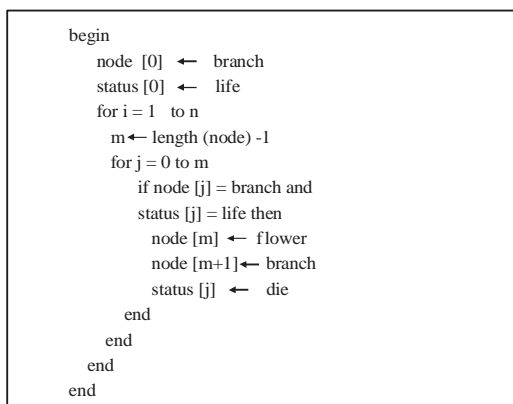 begin
node [0] ← branch
status [0] ← life
for i = 1 to n
m ← length (node) -1
for j = 0 to m
if node [j] = branch and
status [j] = life then
node [m] ← flower
node [m+1] ← branch
status [j] ← die
end
end
end
end